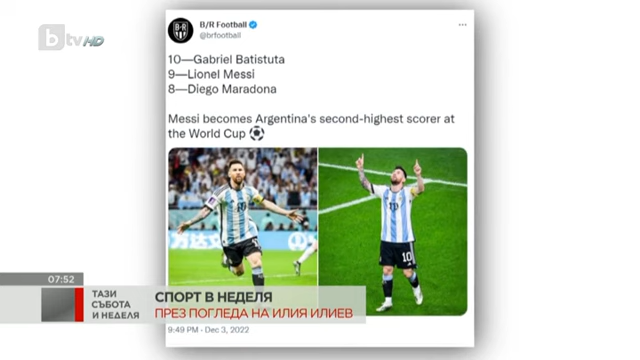 btv HD
B/R Football
@brfootball
B R
10—Gabriel Batistuta
9—Lionel Messi
8—Diego Maradona
Messi becomes Argentina's second-highest scorer at
the World Cup
10
07:52
ТАЗИ
СЪБОТА
И НЕДЕЛЯ
СПОРТ В НЕДЕЛЯ
ПРЕЗ ПОГЛЕДА НА ИЛИЯ ИЛИЕВ
9:49 PM - Dec 3, 2022